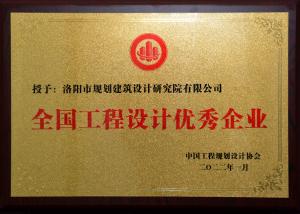 授予：洛阳市规划建筑设计研究院有限公司
全国工程设计优秀企业
中国工程规划设计协会
二〇二二年一月